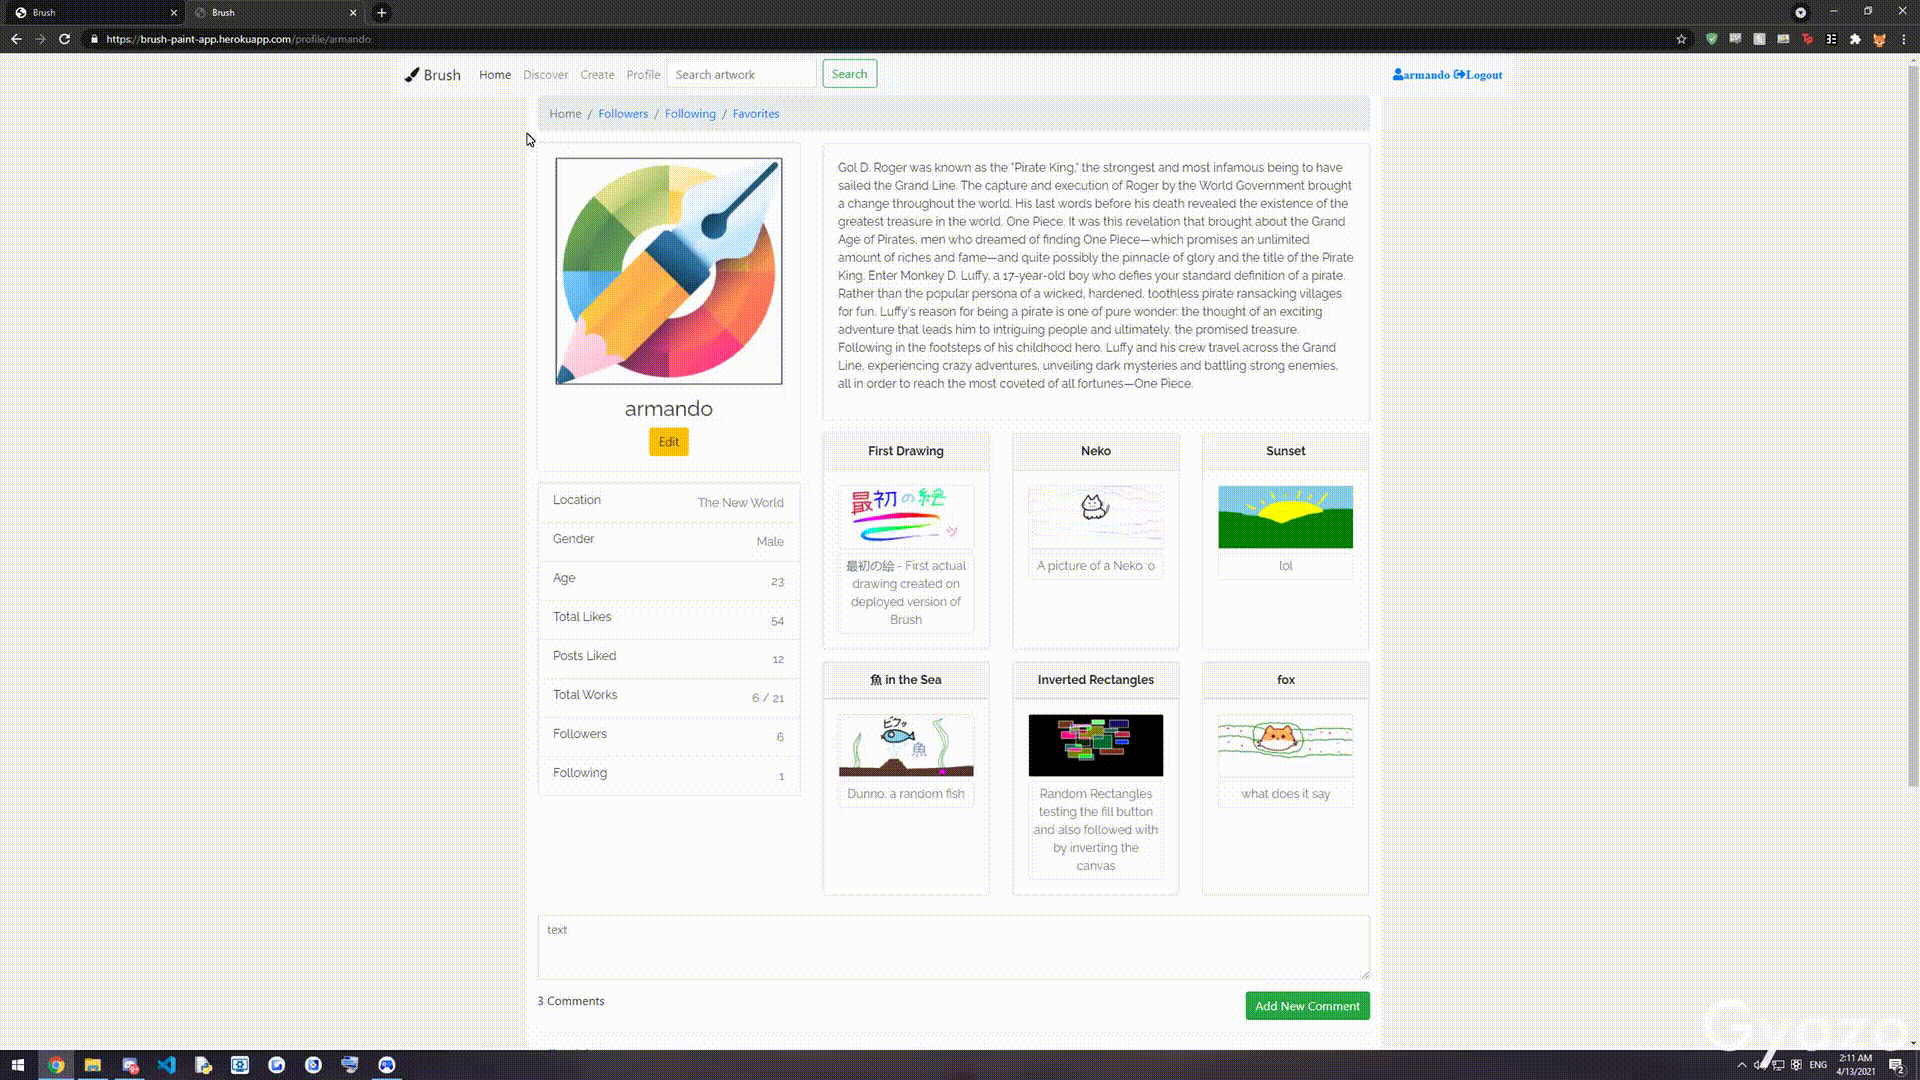 Brush
Brush
https://brush-paint-app.herokuapp.com/profile/armando
Brush Home Discover Create Profile Search artwork Search armando Logout
Home / Followers / Following / Favorites
Gol D. Roger was known as the "Pirate King," the strongest and most infamous being to have
sailed the Grand Line. The capture and execution of Roger by the World Government brought
a change throughout the world. His last words before his death revealed the existence of the
greatest treasure in the world, One Piece. It was this revelation that brought about the Grand
Age of Pirates, men who dreamed of finding One Piece—which promises an unlimited
amount of riches and fame—and quite possibly the pinnacle of glory and the title of the Pirate
King. Enter Monkey D. Luffy, a 17-year-old boy who defies your standard definition of a pirate.
Rather than the popular persona of a wicked, hardened, toothless pirate ransacking villages
for fun, Luffy's reason for being a pirate is one of pure wonder: the thought of an exciting
adventure that leads him to intriguing people and ultimately, the promised treasure.
Following in the footsteps of his childhood hero, Luffy and his crew travel across the Grand
Line, experiencing crazy adventures, unveiling dark mysteries and battling strong enemies,
all in order to reach the most coveted of all fortunes—One Piece.
armando
Edit
Location The New World
Gender Male
Age 23
Total Likes 54
Posts Liked 12
Total Works 6 / 21
Followers 6
Following 1
First Drawing
最初の絵
ツ
最初の絵 - First actual
drawing created on
deployed version of
Brush
Neko
A picture of a Neko :o
Sunset
lol
魚 in the Sea
魚
Dunno, a random fish
Inverted Rectangles
Random Rectangles
testing the fill button
and also followed with
by inverting the
canvas
fox
what does it say
text
3 Comments
Add New Comment
Gyazo
ENG
2:11 AM
4/13/2021
2